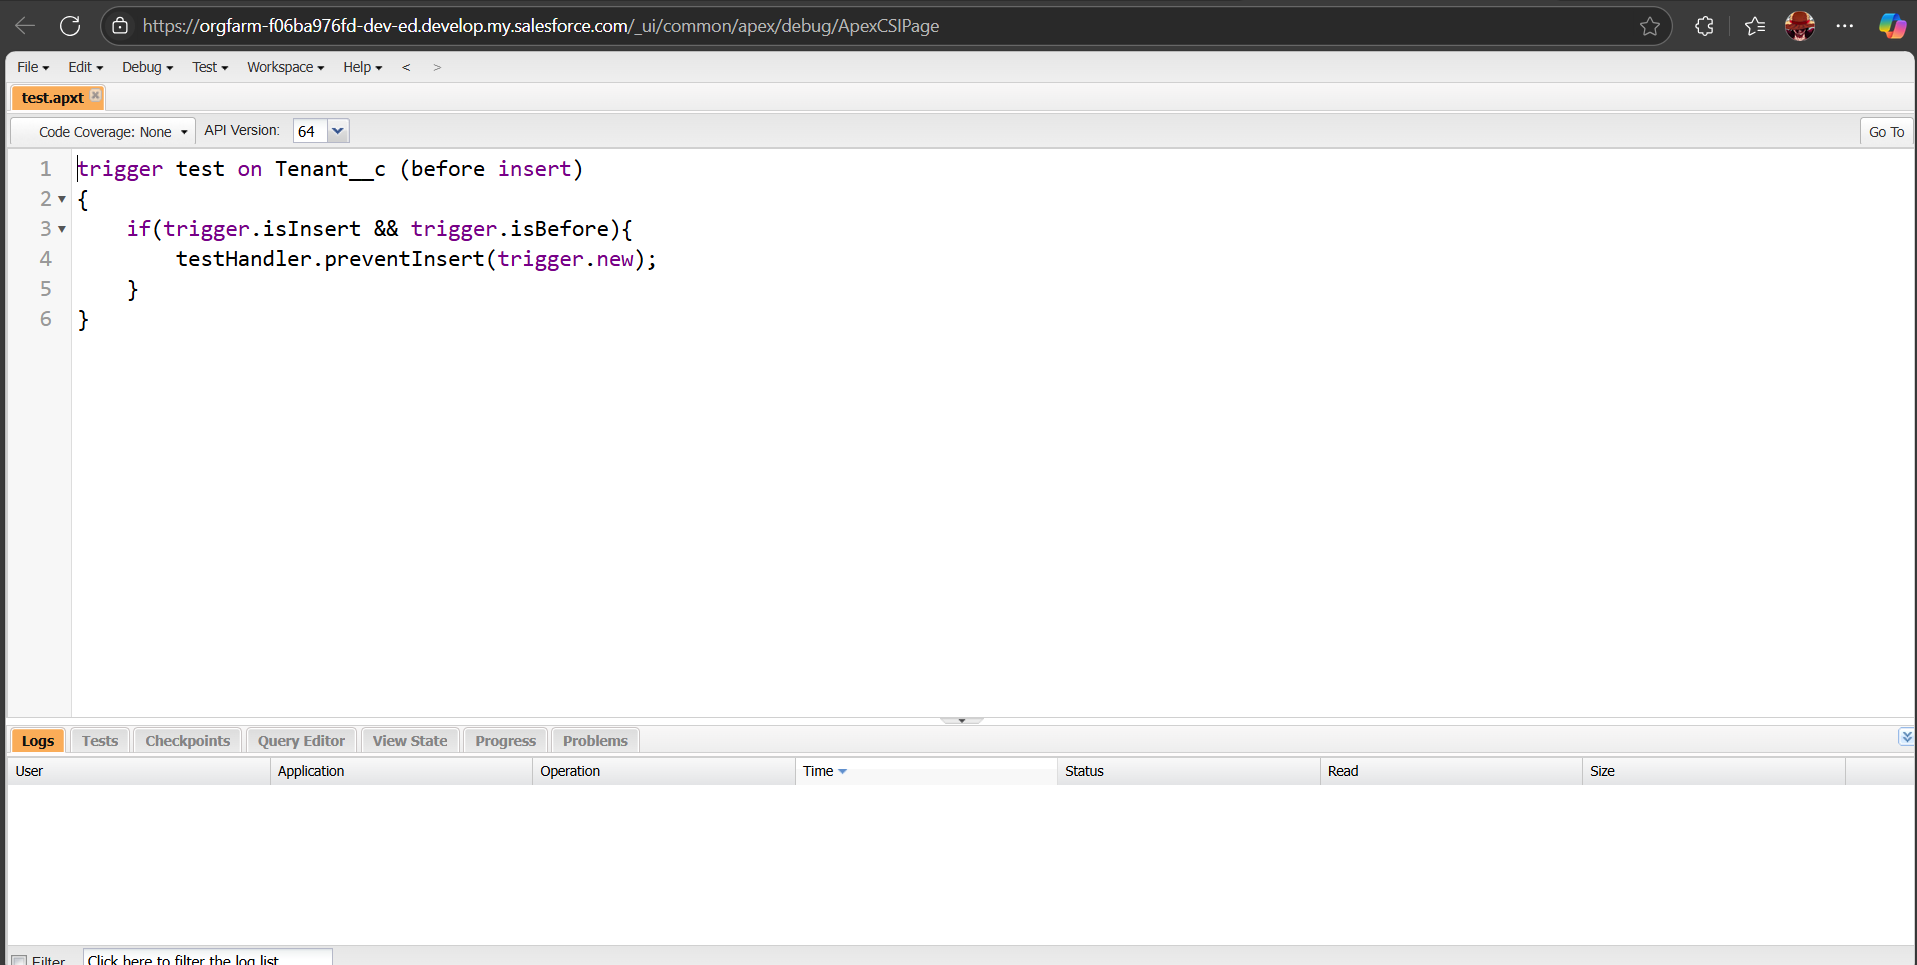 https://orgfarm-f06ba976fd-dev-ed.develop.my.salesforce.com/_ui/common/apex/debug/ApexCSIPage
File Edit Debug Test Workspace Help < >
test.apxt
Code Coverage: None API Version: 64 Go To
1 trigger test on Tenant__c (before insert)
2 {
3 if(trigger.isInsert && trigger.isBefore){
4 testHandler.preventInsert(trigger.new);
5 }
6 }
Logs Tests Checkpoints Query Editor View State Progress Problems
User Application Operation Time Status Read Size
Filter Click here to filter the log list